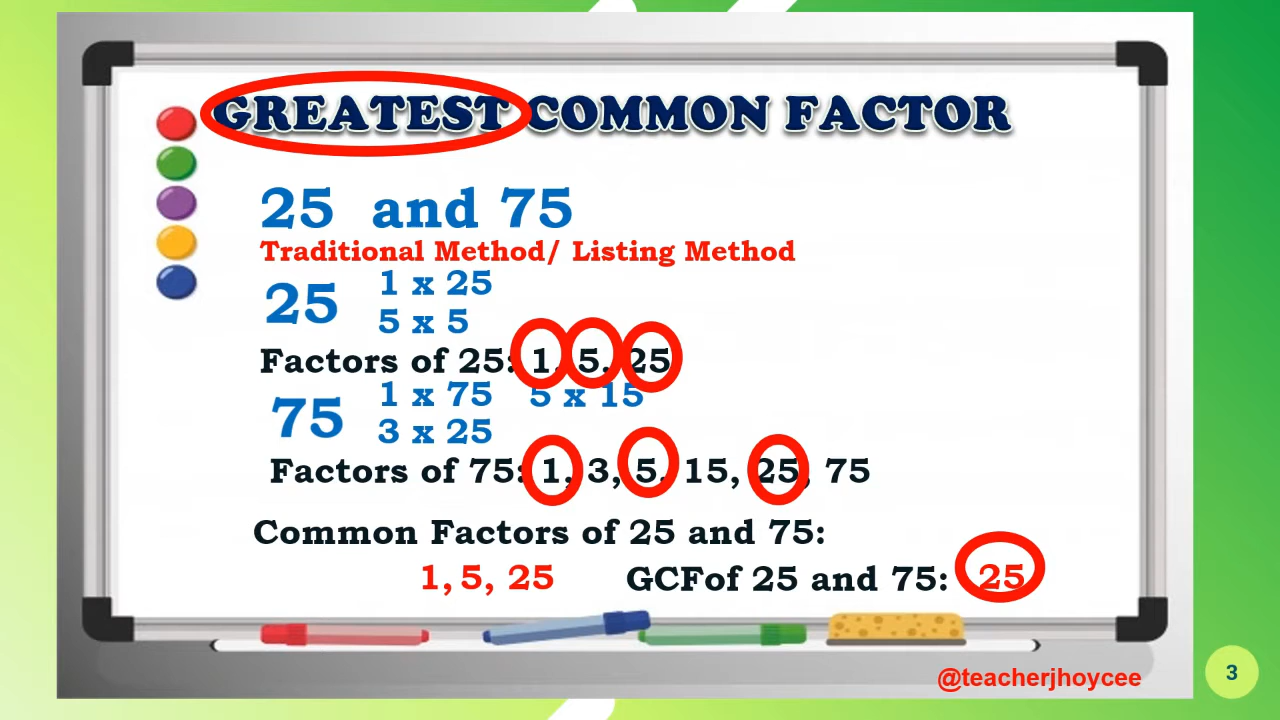 GREATEST COMMON FACTOR
25 and 75
Traditional Method/ Listing Method
25
1 x 25
5 x 5
Factors of 25: 1, 5, 25
75
1 x 75 5 x 15
3 x 25
Factors of 75: 1, 3, 5, 15, 25, 75
Common Factors of 25 and 75:
1, 5, 25
GCFof 25 and 75: 25
@teacherjhoycee
3